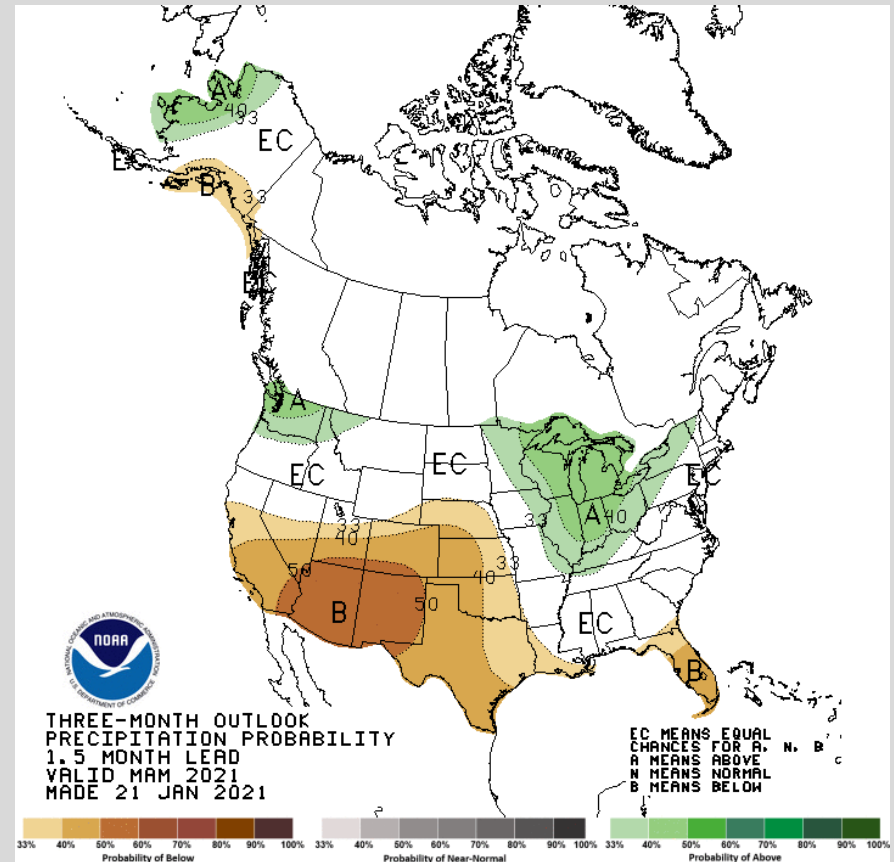 A
40
33
EC
EC
B
33
EC
A
EC
EC
EC
33
A
40
33
40
50
33
40
B
50
EC
B
NATIONAL OCEANIC AND ATMOSPHERIC ADMINISTRATION
NOAA
U.S. DEPARTMENT OF COMMERCE
THREE-MONTH OUTLOOK
PRECIPITATION PROBABILITY
1.5 MONTH LEAD
VALID MAM 2021
MADE 21 JAN 2021
EC MEANS EQUAL
CHANCES FOR A, N, B
A MEANS ABOVE
N MEANS NORMAL
B MEANS BELOW
33% 40% 50% 60% 70% 80% 90% 100%
Probability of Below
33% 40% 50% 60% 70% 80% 90% 100%
Probability of Near-Normal
33% 40% 50% 60% 70% 80% 90% 100%
Probability of Above